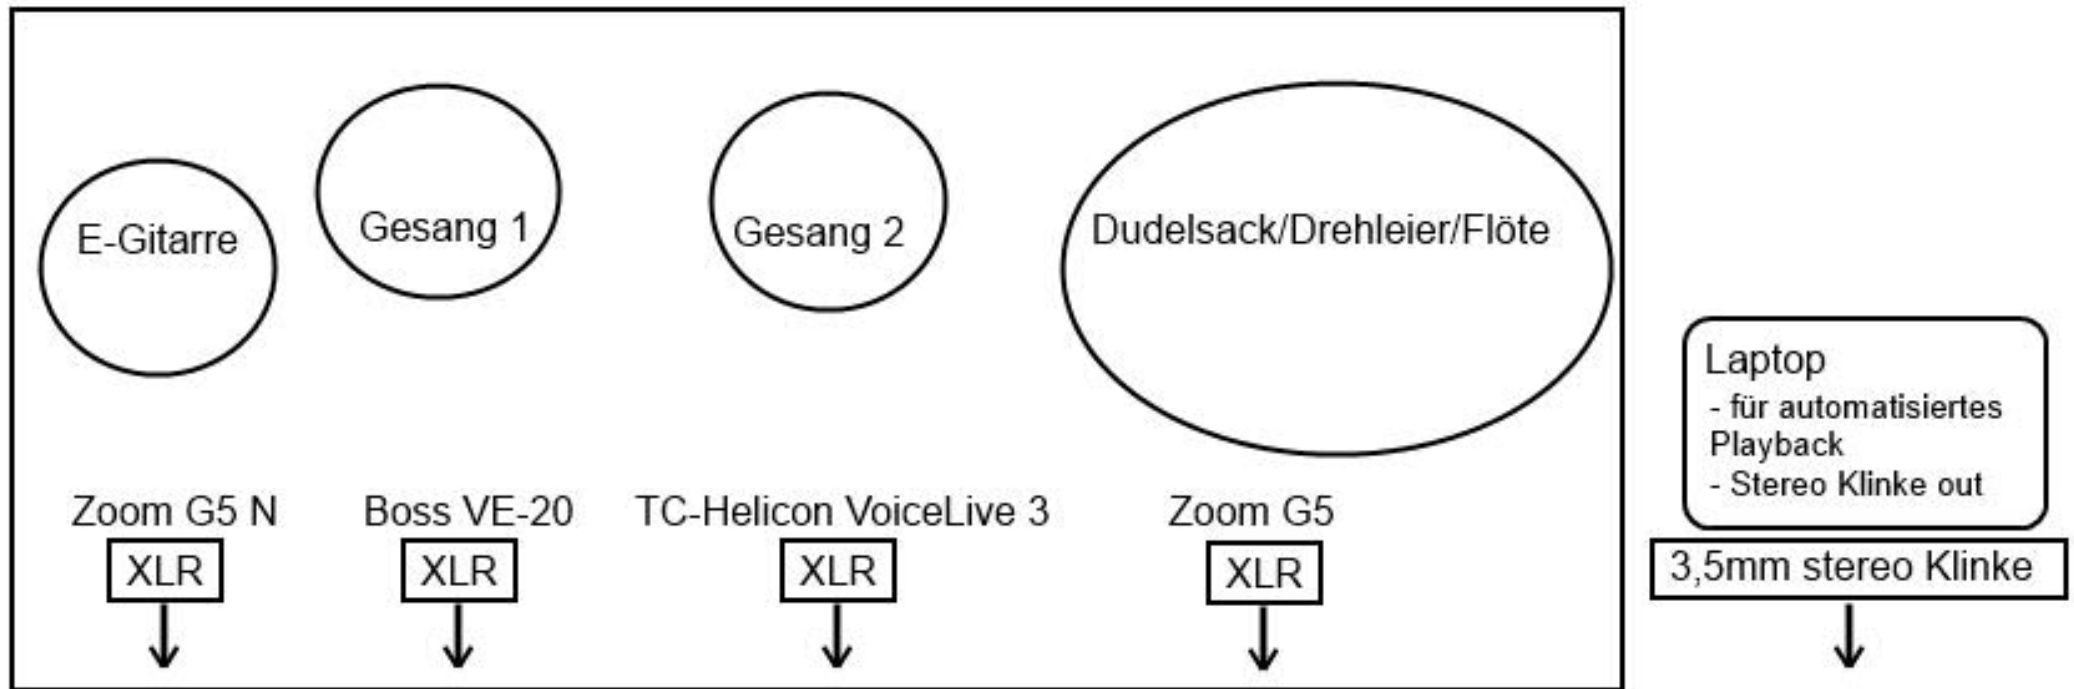 E-Gitarre
Gesang 1
Gesang 2
Dudelsack/Drehleier/Flöte
Laptop
- für automatisiertes
Playback
- Stereo Klinke out
Zoom G5 N
Boss VE-20
TC-Helicon VoiceLive 3
Zoom G5
XLR
XLR
XLR
XLR
3,5mm stereo Klinke